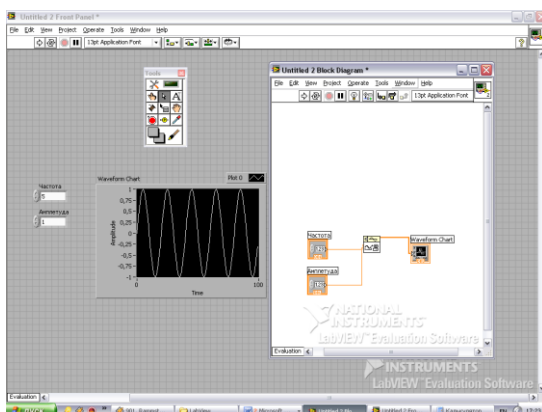 Untitled 2 Front Panel *
File Edit View Project Operate Tools Window Help
13pt Application Font
Tools
Частота
5
Амплетуда
1
Waveform Chart
Plot 0
Amplitude
1
0,75
0,5
0,25
0
-0,25
-0,5
-0,75
-1
0
100
Time
Untitled 2 Block Diagram *
File Edit View Project Operate Tools Window Help
13pt Application Font
Частота
Амплетуда
Waveform Chart
NATIONAL
INSTRUMENTS
LabVIEW Evaluation Software
Evaluation
INSTRUMENTS
LabVIEW Evaluation Software
Evaluation